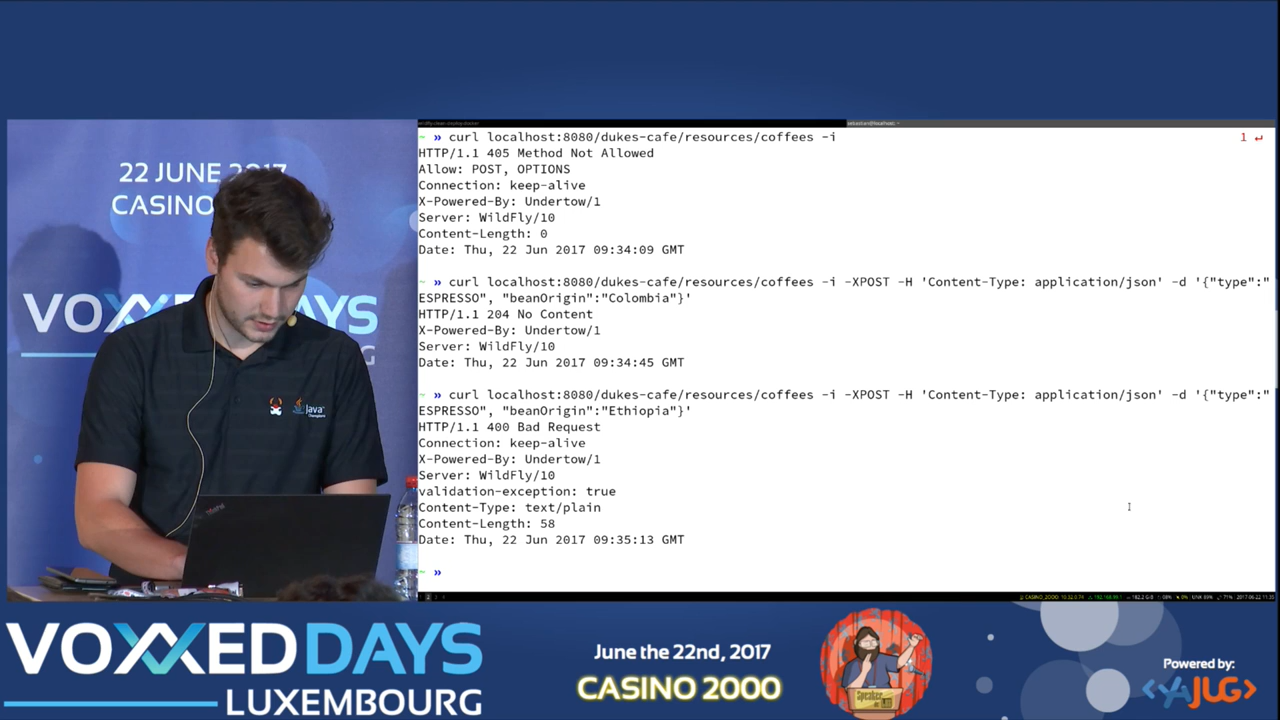 22 JUNE 2017
CASINO
VOXXED DAYS
Java
Champions
~ » curl localhost:8080/dukes-cafe/resources/coffees -i
1 ↵
HTTP/1.1 405 Method Not Allowed
Allow: POST, OPTIONS
Connection: keep-alive
X-Powered-By: Undertow/1
Server: WildFly/10
Content-Length: 0
Date: Thu, 22 Jun 2017 09:34:09 GMT
~ » curl localhost:8080/dukes-cafe/resources/coffees -i -XPOST -H 'Content-Type: application/json' -d '{"type":"
ESPRESSO", "beanOrigin":"Colombia"}'
HTTP/1.1 204 No Content
X-Powered-By: Undertow/1
Server: WildFly/10
Date: Thu, 22 Jun 2017 09:34:45 GMT
~ » curl localhost:8080/dukes-cafe/resources/coffees -i -XPOST -H 'Content-Type: application/json' -d '{"type":"
ESPRESSO", "beanOrigin":"Ethiopia"}'
HTTP/1.1 400 Bad Request
Connection: keep-alive
X-Powered-By: Undertow/1
Server: WildFly/10
validation-exception: true
Content-Type: text/plain
Content-Length: 58
Date: Thu, 22 Jun 2017 09:35:13 GMT
~ »
VOXXED DAYS
LUXEMBOURG
June the 22nd, 2017
CASINO 2000
Speaker
Powered by:
<YAJUG>